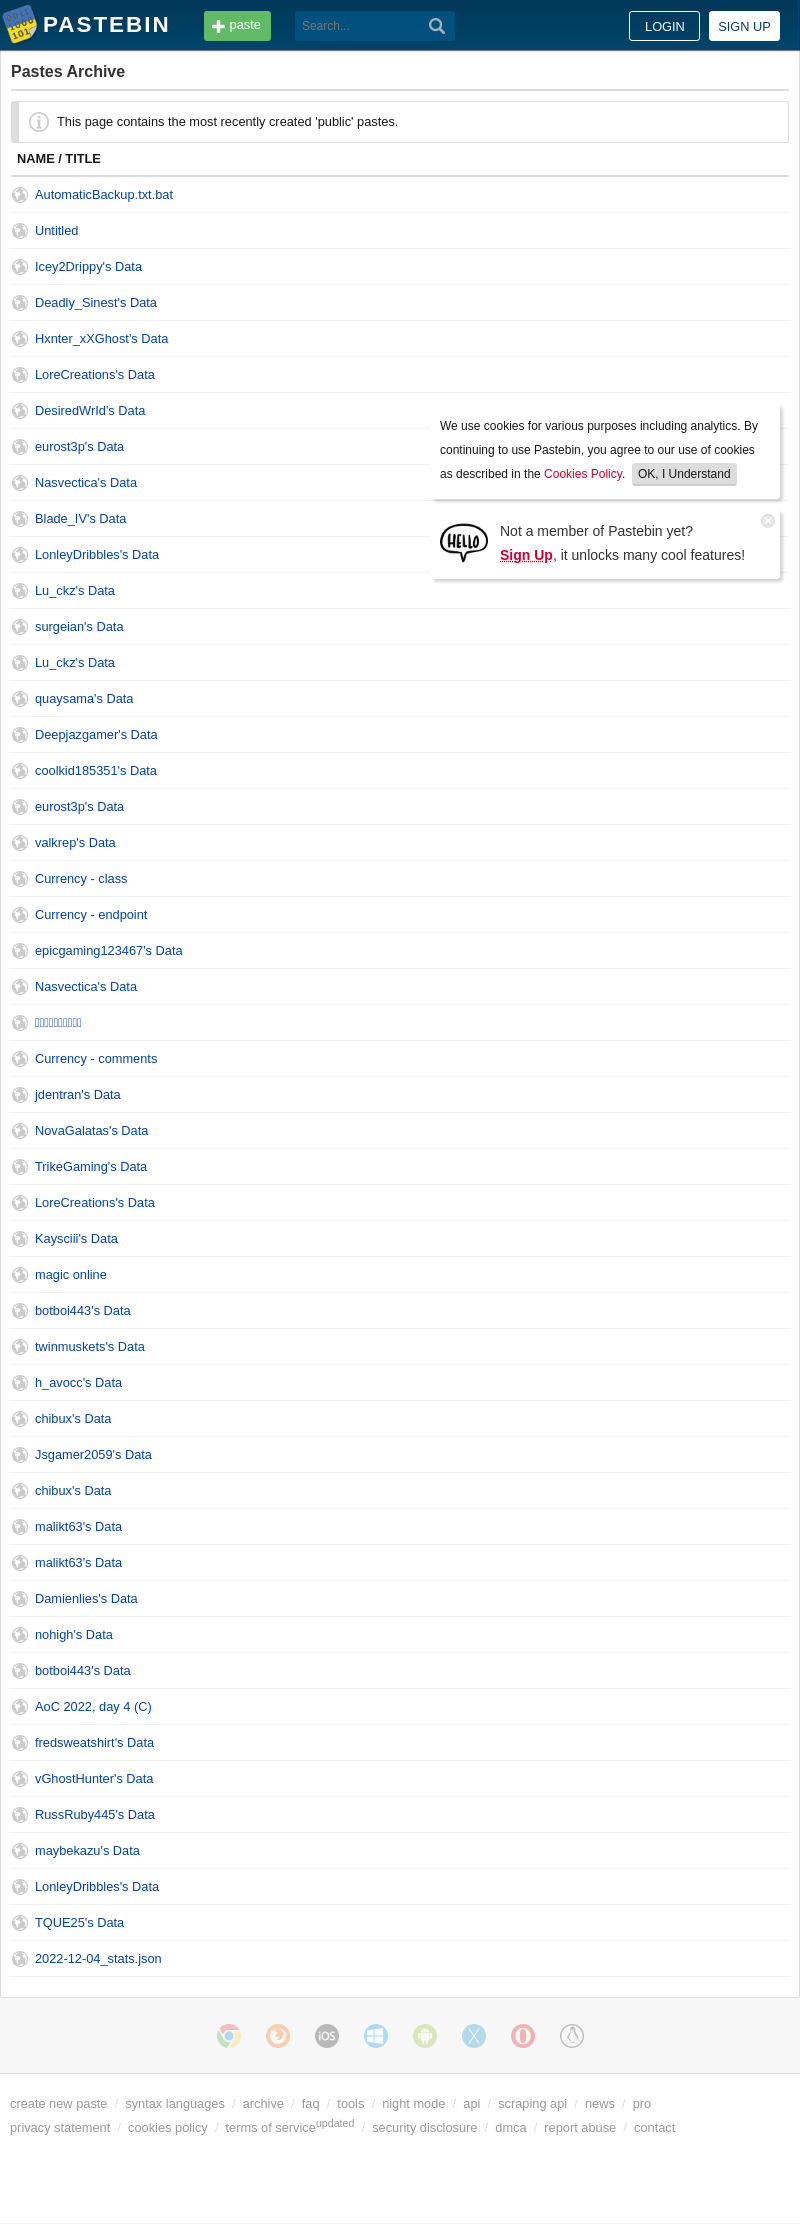 PASTEBIN
paste
Search...
LOGIN
SIGN UP
Pastes Archive
This page contains the most recently created 'public' pastes.
NAME / TITLE
AutomaticBackup.txt.bat
Untitled
Icey2Drippy's Data
Deadly_Sinest's Data
Hxnter_xXGhost's Data
LoreCreations's Data
DesiredWrId's Data
eurost3p's Data
Nasvectica's Data
Blade_IV's Data
LonleyDribbles's Data
Lu_ckz's Data
surgeian's Data
Lu_ckz's Data
quaysama's Data
Deepjazgamer's Data
coolkid185351's Data
eurost3p's Data
valkrep's Data
Currency - class
Currency - endpoint
epicgaming123467's Data
Nasvectica's Data
Currency - comments
jdentran's Data
NovaGalatas's Data
TrikeGaming's Data
LoreCreations's Data
Kaysciii's Data
magic online
botboi443's Data
twinmuskets's Data
h_avocc's Data
chibux's Data
Jsgamer2059's Data
chibux's Data
malikt63's Data
malikt63's Data
Damienlies's Data
nohigh's Data
botboi443's Data
AoC 2022, day 4 (C)
fredsweatshirt's Data
vGhostHunter's Data
RussRuby445's Data
maybekazu's Data
LonleyDribbles's Data
TQUE25's Data
2022-12-04_stats.json
We use cookies for various purposes including analytics. By
continuing to use Pastebin, you agree to our use of cookies
as described in the Cookies Policy. OK, I Understand
HELLO
Not a member of Pastebin yet?
Sign Up, it unlocks many cool features!
iOS
create new paste / syntax languages / archive / faq / tools / night mode / api / scraping api / news / pro
privacy statement / cookies policy / terms of serviceupdated / security disclosure / dmca / report abuse / contact